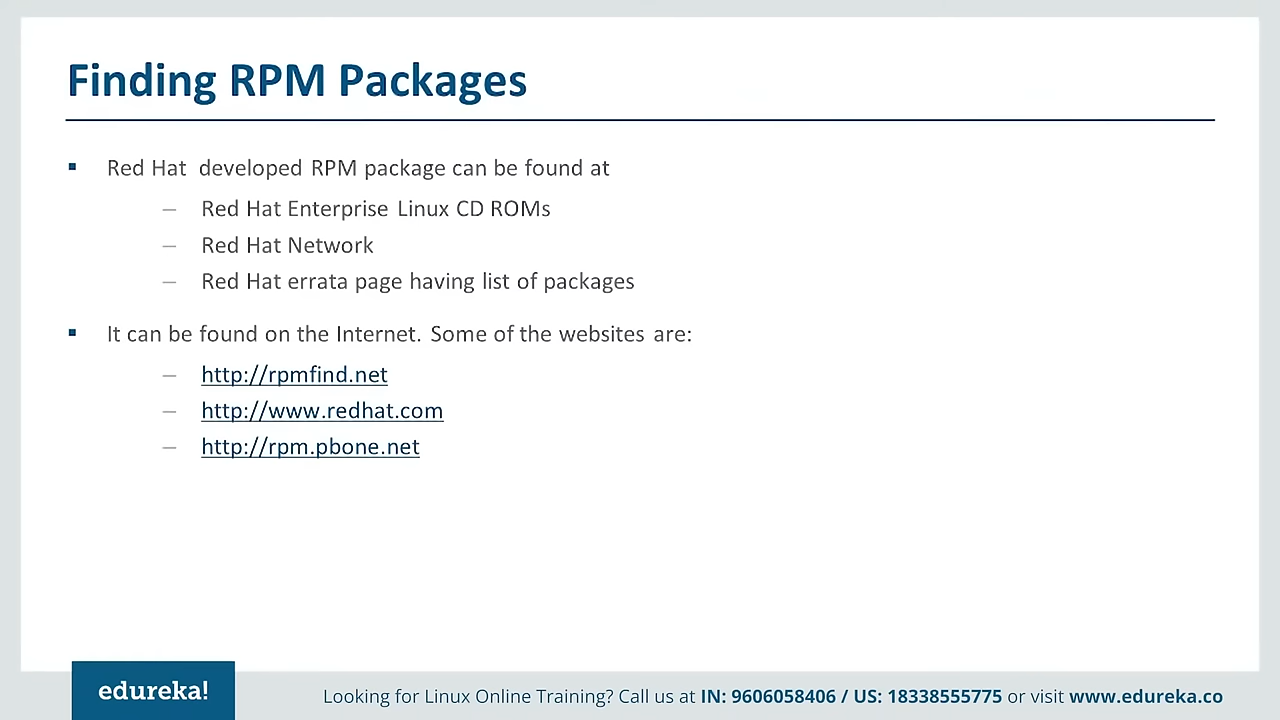 Finding RPM Packages
▪ Red Hat developed RPM package can be found at
– Red Hat Enterprise Linux CD ROMs
– Red Hat Network
– Red Hat errata page having list of packages
▪ It can be found on the Internet. Some of the websites are:
– http://rpmfind.net
– http://www.redhat.com
– http://rpm.pbone.net
edureka!
Looking for Linux Online Training? Call us at IN: 9606058406 / US: 18338555775 or visit www.edureka.co